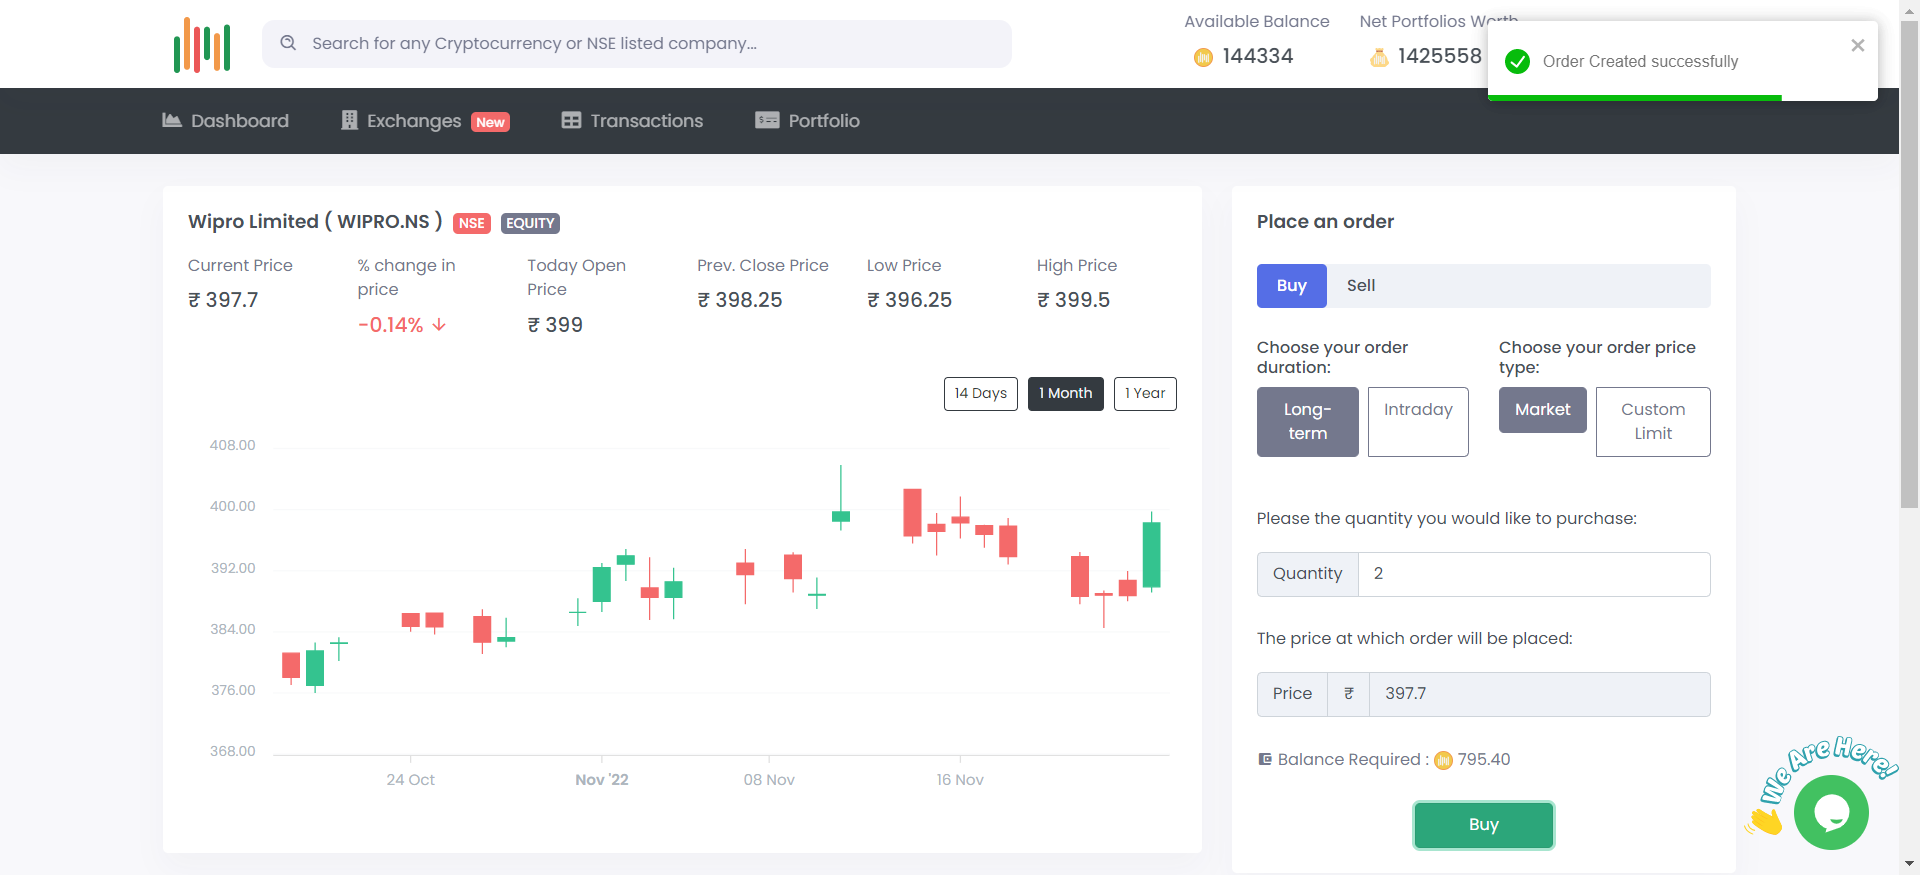 Search for any Cryptocurrency or NSE listed company...
Available Balance
144334
Net Portfolios Worth
1425558
Order Created successfully
Dashboard
Exchanges New
Transactions
Portfolio
Wipro Limited ( WIPRO.NS ) NSE EQUITY
Current Price
₹ 397.7
% change in
price
-0.14%
Today Open
Price
₹ 399
Prev. Close Price
₹ 398.25
Low Price
₹ 396.25
High Price
₹ 399.5
14 Days
1 Month
1 Year
408.00
400.00
392.00
384.00
376.00
368.00
24 Oct
Nov '22
08 Nov
16 Nov
Place an order
Buy
Sell
Choose your order
duration:
Long-
term
Intraday
Choose your order price
type:
Market
Custom
Limit
Please the quantity you would like to purchase:
Quantity
2
The price at which order will be placed:
Price
₹
397.7
Balance Required : 795.40
Buy
We Are Here!